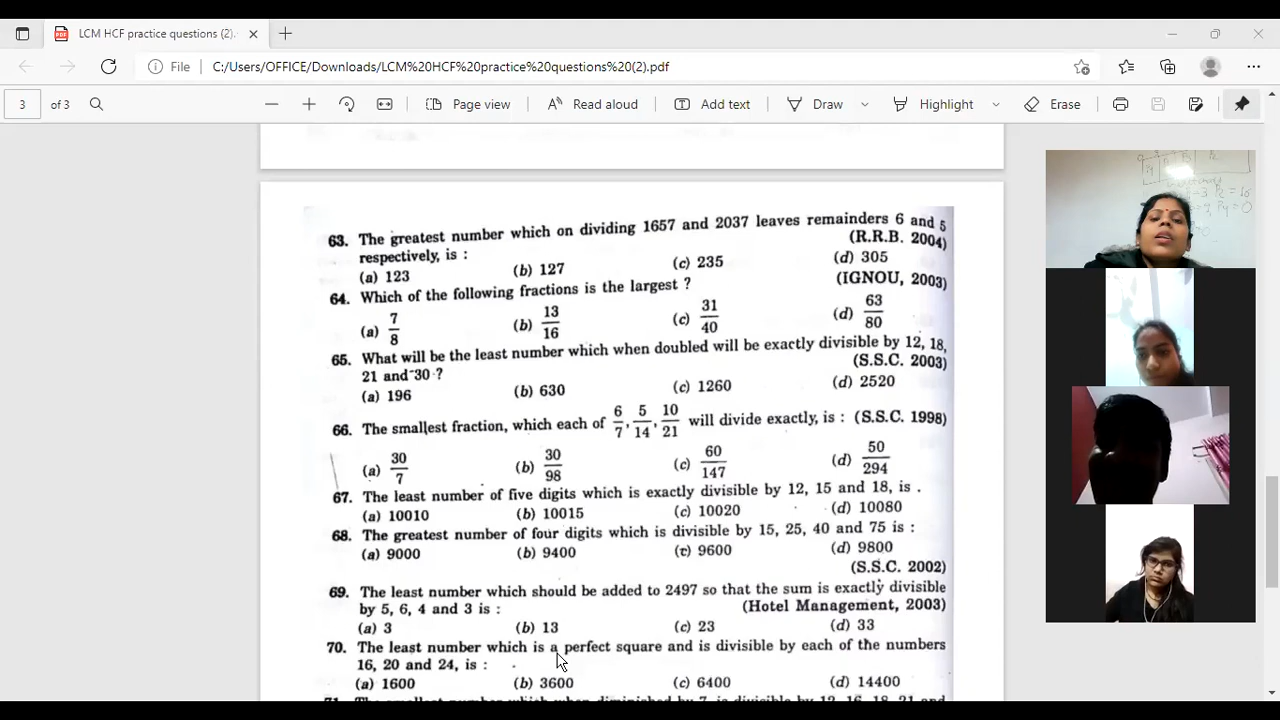 LCM HCF practice questions (2).
File C:/Users/OFFICE/Downloads/LCM%20HCF%20practice%20questions%20(2).pdf
3 of 3 Page view Read aloud Add text Draw Highlight Erase
63. The greatest number which on dividing 1657 and 2037 leaves remainders 6 and 5
respectively, is : (R.R.B. 2004)
(a) 123 (b) 127 (c) 235 (d) 305
64. Which of the following fractions is the largest ? (IGNOU, 2003)
(a) 7/8 (b) 13/16 (c) 31/40 (d) 63/80
65. What will be the least number which when doubled will be exactly divisible by 12, 18,
21 and 30 ? (S.S.C. 2003)
(a) 196 (b) 630 (c) 1260 (d) 2520
66. The smallest fraction, which each of 6/7, 5/14, 10/21 will divide exactly, is : (S.S.C. 1998)
(a) 30/7 (b) 30/98 (c) 60/147 (d) 50/294
67. The least number of five digits which is exactly divisible by 12, 15 and 18, is .
(a) 10010 (b) 10015 (c) 10020 (d) 10080
68. The greatest number of four digits which is divisible by 15, 25, 40 and 75 is :
(a) 9000 (b) 9400 (c) 9600 (d) 9800
(S.S.C. 2002)
69. The least number which should be added to 2497 so that the sum is exactly divisible
by 5, 6, 4 and 3 is : (Hotel Management, 2003)
(a) 3 (b) 13 (c) 23 (d) 33
70. The least number which is a perfect square and is divisible by each of the numbers
16, 20 and 24, is :
(a) 1600 (b) 3600 (c) 6400 (d) 14400